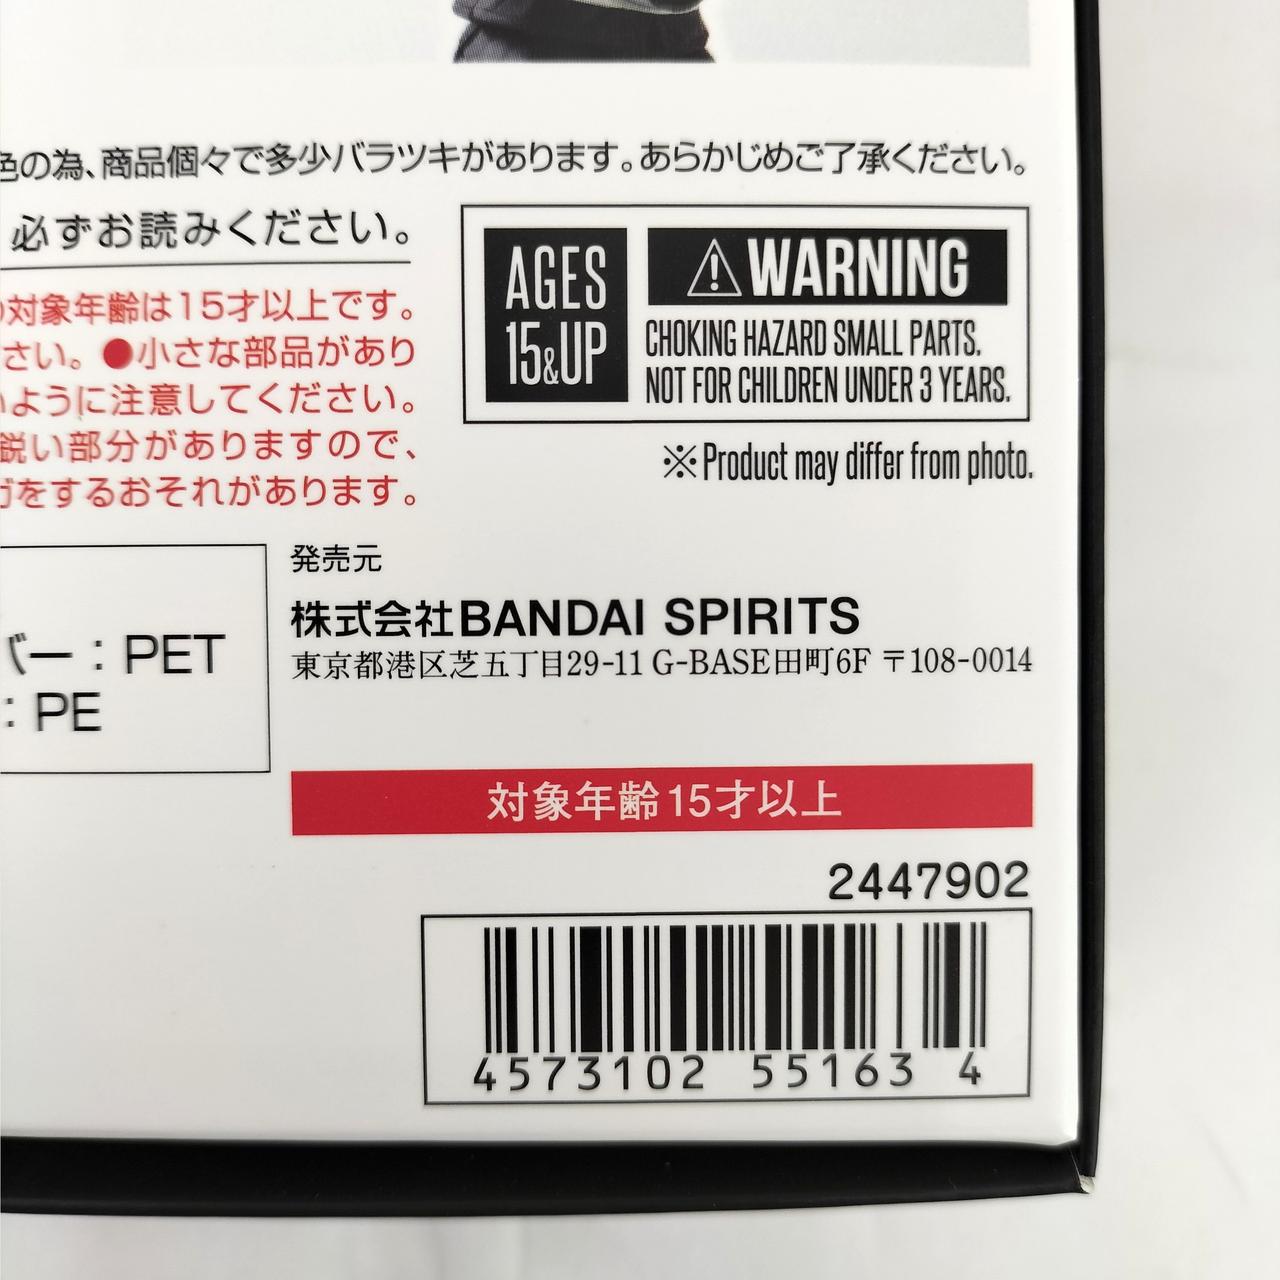 色の為、商品個々で多少バラツキがあります。あらかじめご了承ください。
必ずお読みください。
の対象年齢は15才以上です。
さい。●小さな部品があり
いように注意してください。
鋭い部分がありますので、
ガをするおそれがあります。
AGES
15&UP
⚠WARNING
CHOKING HAZARD SMALL PARTS.
NOT FOR CHILDREN UNDER 3 YEARS.
※Product may differ from photo.
バー：PET
：PE
発売元
株式会社BANDAI SPIRITS
東京都港区芝五丁目29-11 G-BASE田町6F 〒108-0014
対象年齢15才以上
2447902
4573102 55163 4